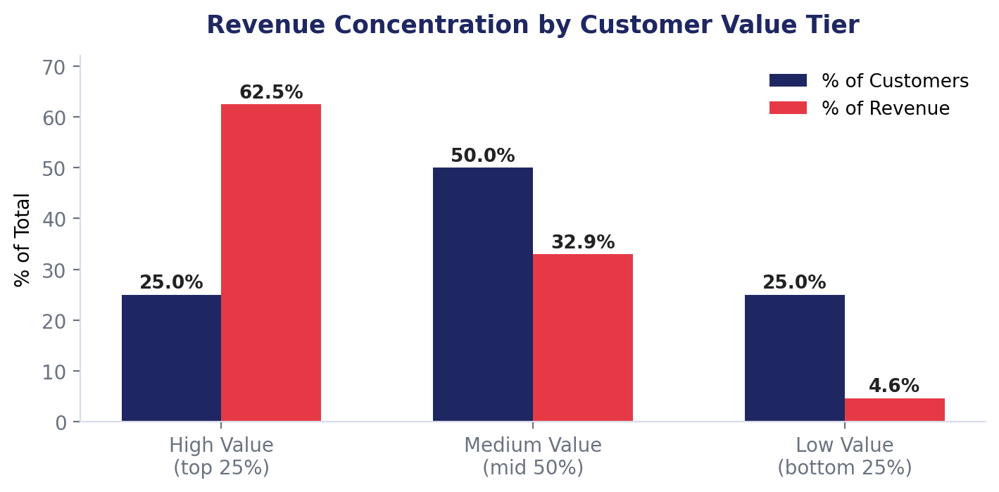 Revenue Concentration by Customer Value Tier
% of Customers
% of Revenue
% of Total
70
60
50
40
30
20
10
0
25.0%
62.5%
50.0%
32.9%
25.0%
4.6%
High Value
(top 25%)
Medium Value
(mid 50%)
Low Value
(bottom 25%)